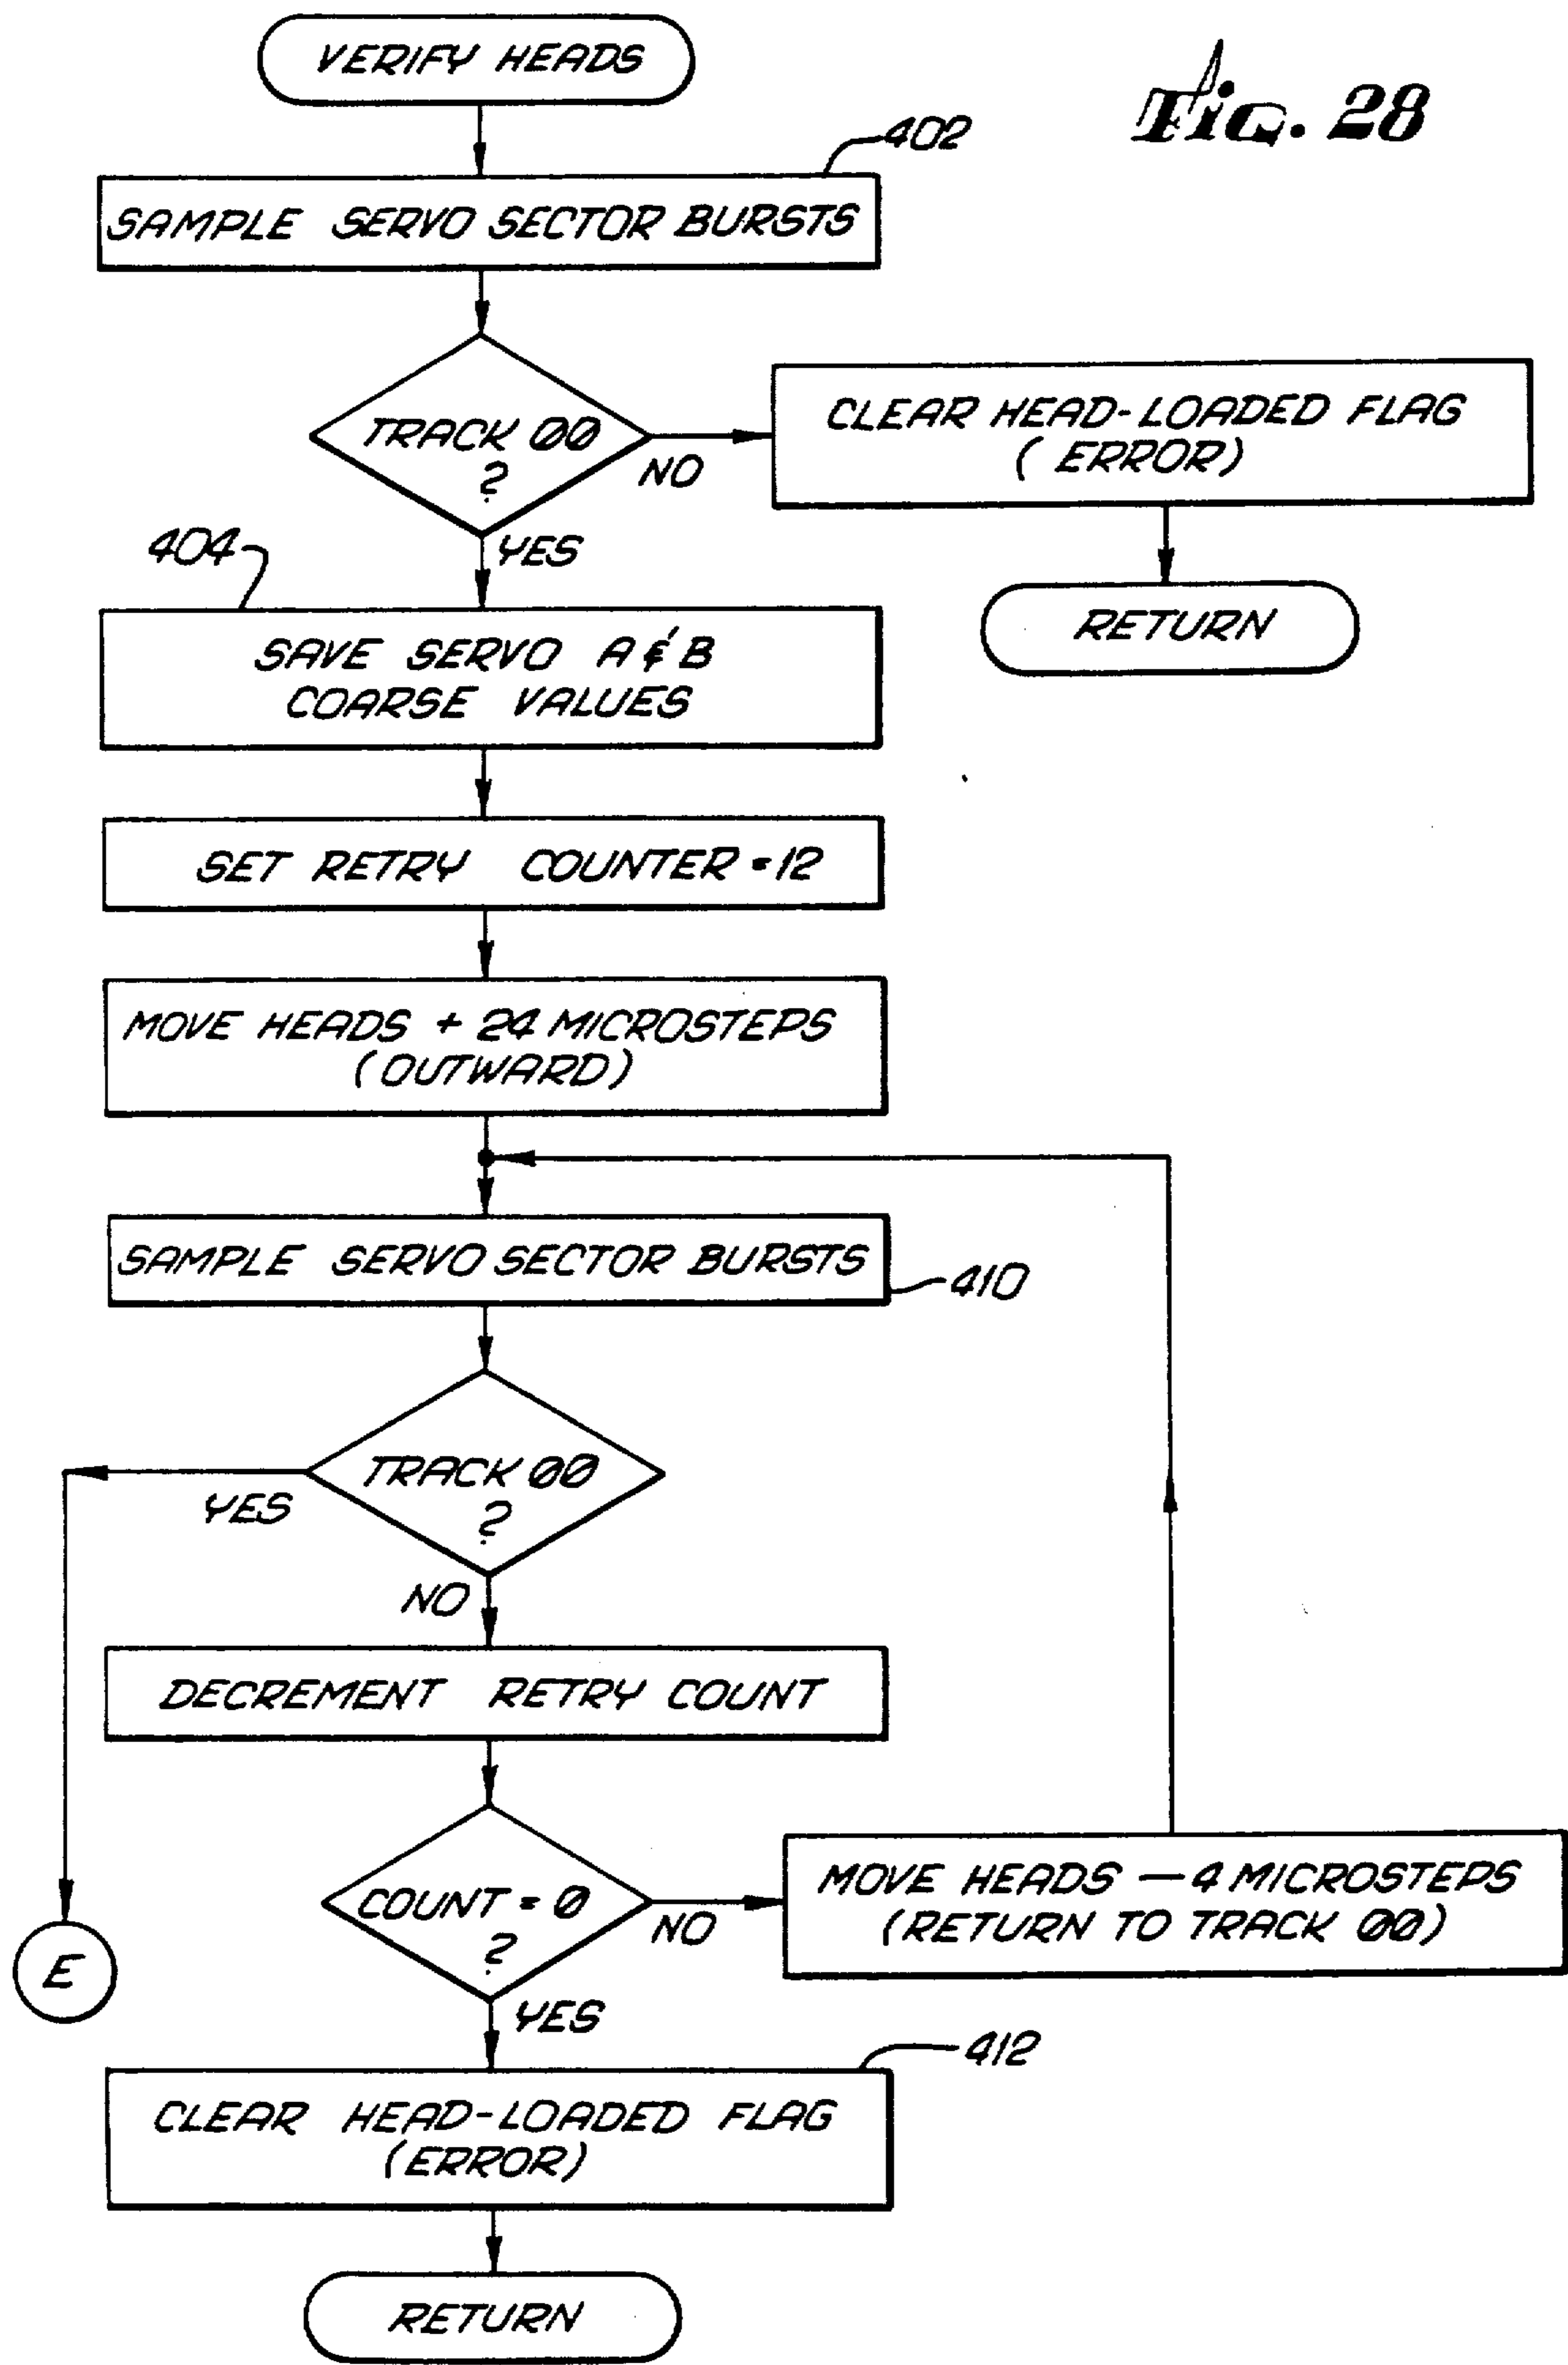 VERIFY HEADS
Fig. 28
402
SAMPLE SERVO SECTOR BURSTS
TRACK 00
?
NO
CLEAR HEAD-LOADED FLAG
(ERROR)
RETURN
YES
404
SAVE SERVO A & B
COARSE VALUES
SET RETRY COUNTER = 12
MOVE HEADS + 24 MICROSTEPS
(OUTWARD)
SAMPLE SERVO SECTOR BURSTS
410
TRACK 00
?
YES
NO
DECREMENT RETRY COUNT
COUNT = 0
?
NO
MOVE HEADS — 4 MICROSTEPS
(RETURN TO TRACK 00)
E
YES
412
CLEAR HEAD-LOADED FLAG
(ERROR)
RETURN